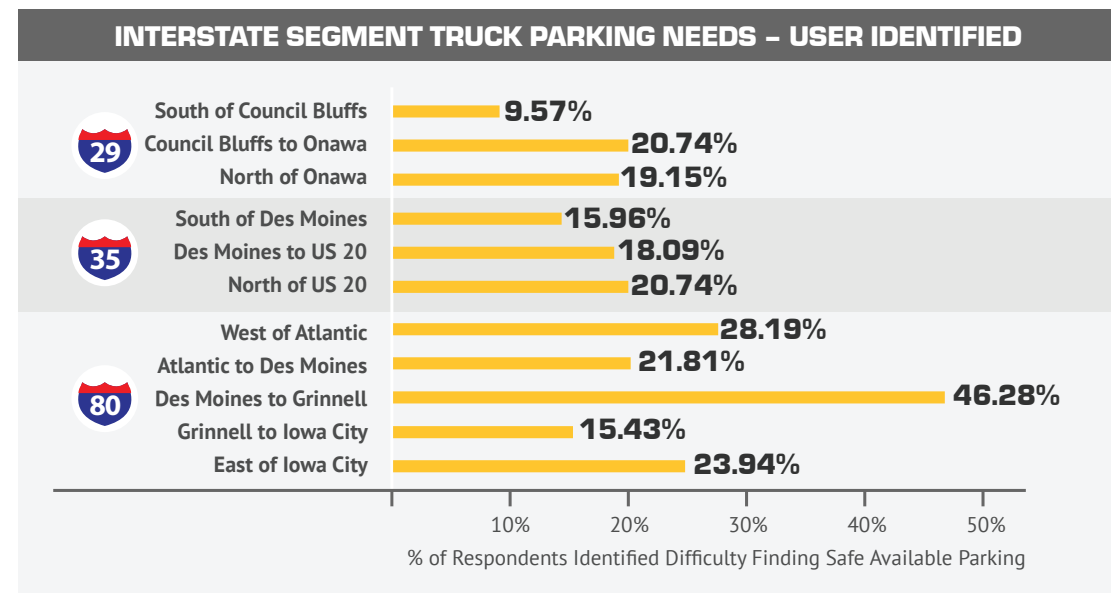 INTERSTATE SEGMENT TRUCK PARKING NEEDS – USER IDENTIFIED
29
South of Council Bluffs 9.57%
Council Bluffs to Onawa 20.74%
North of Onawa 19.15%
35
South of Des Moines 15.96%
Des Moines to US 20 18.09%
North of US 20 20.74%
80
West of Atlantic 28.19%
Atlantic to Des Moines 21.81%
Des Moines to Grinnell 46.28%
Grinnell to Iowa City 15.43%
East of Iowa City 23.94%
10% 20% 30% 40% 50%
% of Respondents Identified Difficulty Finding Safe Available Parking